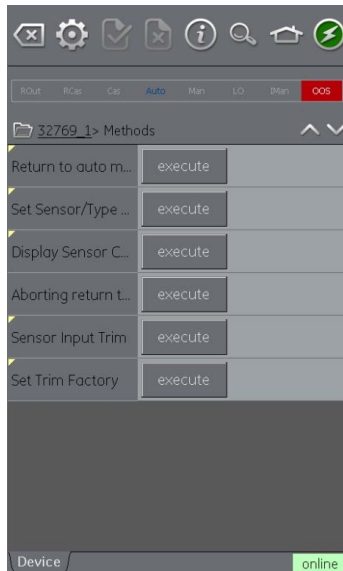 ROut RCas Cas Auto Man LO IMan OOS
32769_1> Methods
Return to auto m... execute
Set Sensor/Type ... execute
Display Sensor C... execute
Aborting return t... execute
Sensor Input Trim execute
Set Trim Factory execute
Device online